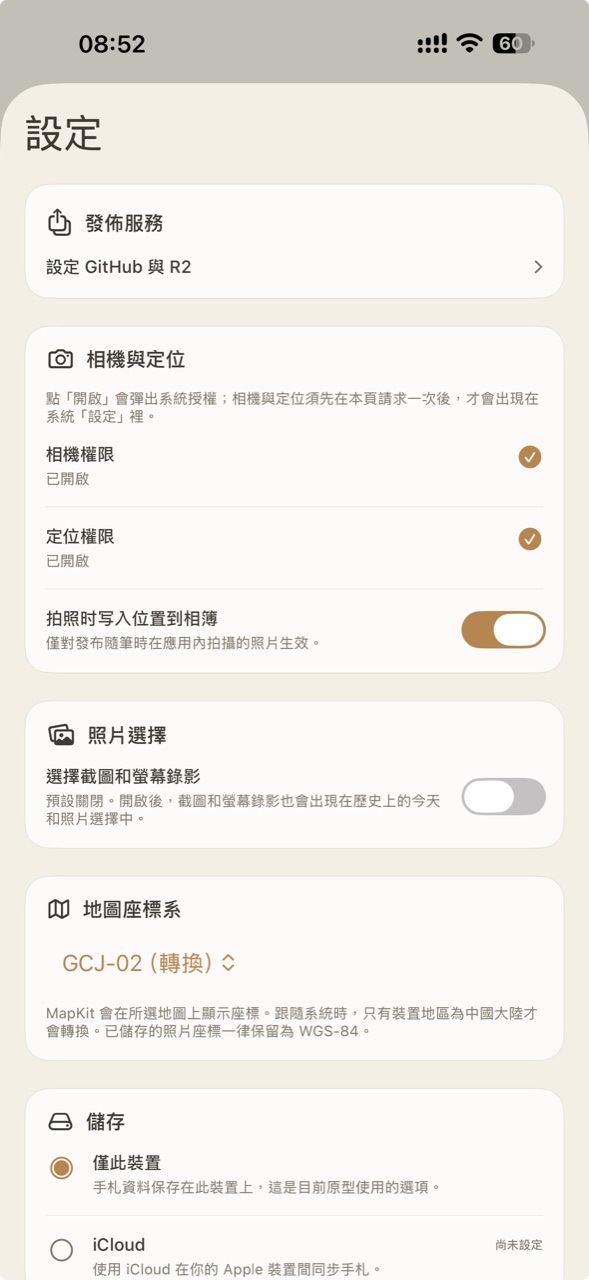 08:52
60
設定
發佈服務
設定 GitHub 與 R2
相機與定位
點「開啟」會彈出系統授權；相機與定位須先在本頁請求一次後，才會出現在
系統「設定」裡。
相機權限
已開啟
定位權限
已開啟
拍照时写入位置到相簿
僅對發布隨筆時在應用內拍攝的照片生效。
照片選擇
選擇截圖和螢幕錄影
預設關閉。開啟後，截圖和螢幕錄影也會出現在歷史上的今天
和照片選擇中。
地圖座標系
GCJ-02（轉換）
MapKit 會在所選地圖上顯示座標。跟隨系統時，只有裝置地區為中國大陸才
會轉換。已儲存的照片座標一律保留為 WGS-84。
儲存
僅此裝置
手札資料保存在此裝置上，這是目前原型使用的選項。
iCloud
尚未設定
使用 iCloud 在你的 Apple 裝置間同步手札。